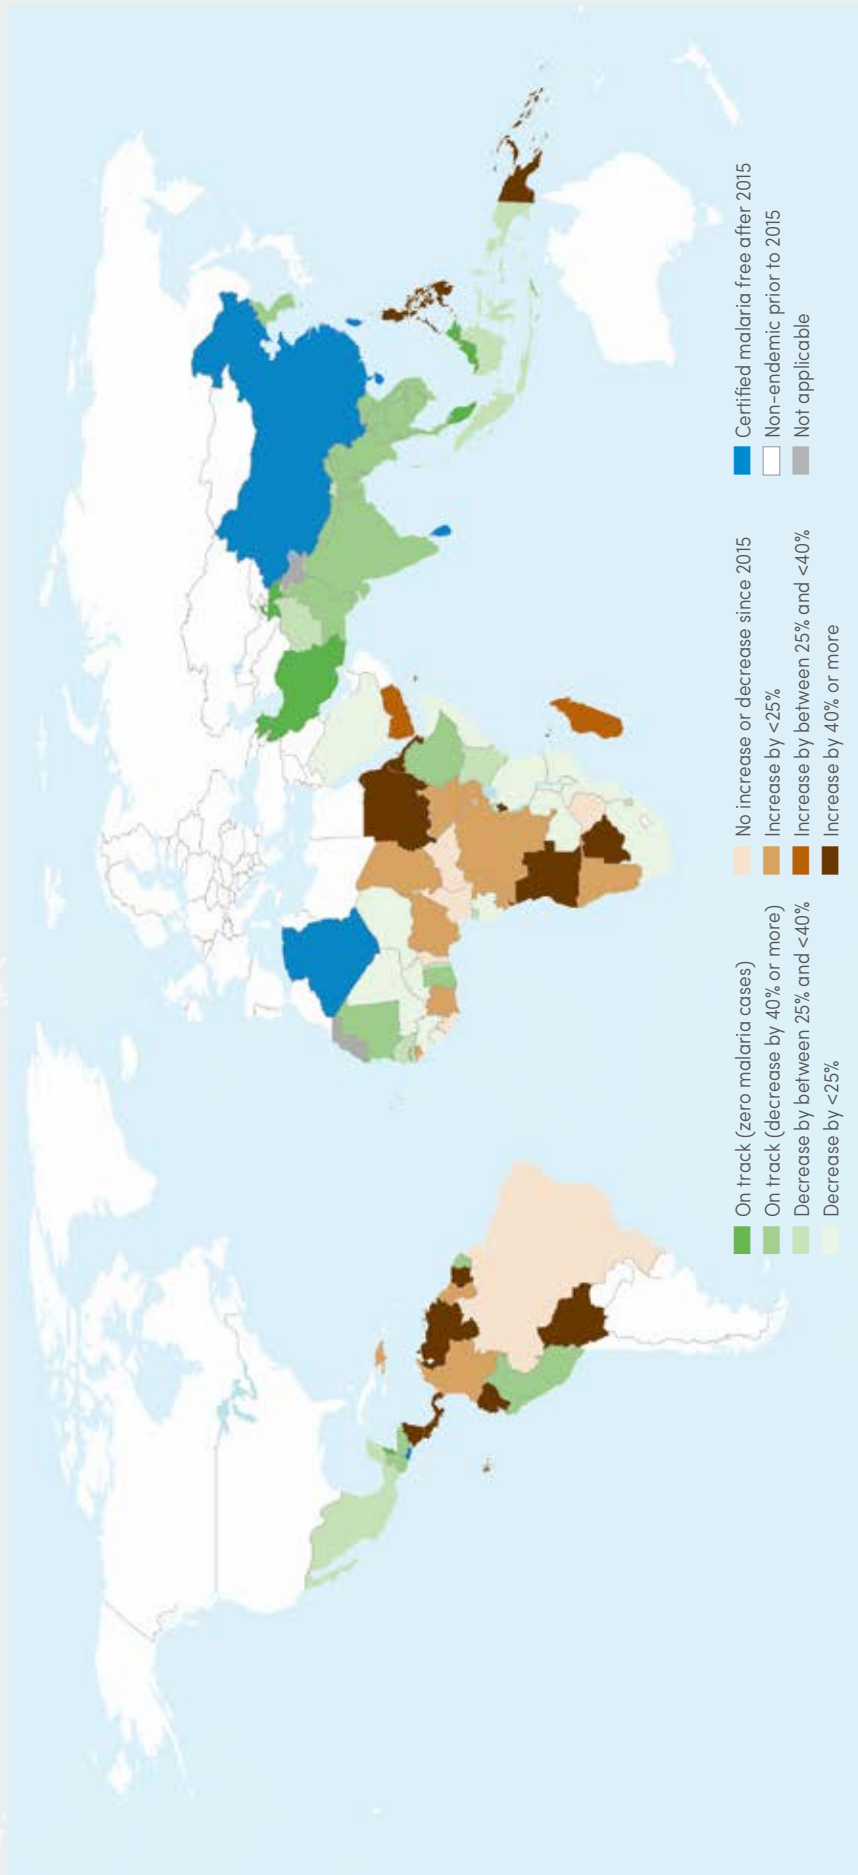 On track (zero malaria cases)
On track (decrease by 40% or more)
Decrease by between 25% and <40%
Decrease by <25%
No increase or decrease since 2015
Increase by <25%
Increase by between 25% and <40%
Increase by 40% or more
Certified malaria free after 2015
Non-endemic prior to 2015
Not applicable